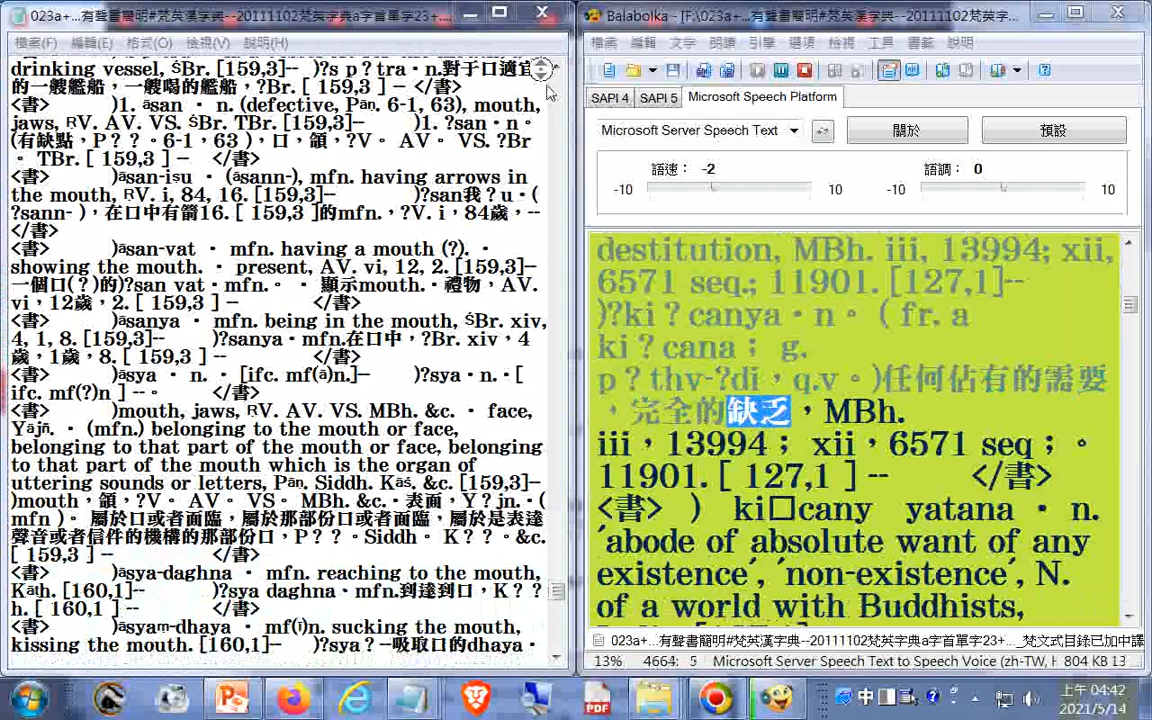 023a+...有聲書簡明#梵英漢字典--20111102梵英字典a字首單字23+...
檔案(F) 編輯(E) 格式(O) 檢視(V) 說明(H)
drinking vessel, ŚBr. [159,3]-- )?s p?tra‧n.對于口適宜
的一艘艦船，一艘喝的艦船，?Br. [ 159,3 ] -- </書>
<書> )1. āsan ‧ n. (defective, Pāṇ. 6-1, 63), mouth,
jaws, RV. AV. VS. ŚBr. TBr. [159,3]-- )1. ?san‧n。
(有缺點，P？？。6-1，63 )，口，頷，?V。 AV。 VS. ?Br
。 TBr. [ 159,3 ] -- </書>
<書> )āsan-iṣu ‧ (āsann-), mfn. having arrows in
the mouth, RV. i, 84, 16. [159,3]-- )?san我？u‧(
?sann- )，在口中有箭16. [ 159,3 ]的mfn.，?V. i，84歲，--
</書>
<書> )āsan-vat ‧ mfn. having a mouth (?). ‧
showing the mouth. ‧ present, AV. vi, 12, 2. [159,3]--
一個口(？)的)?san vat‧mfn.。‧ 顯示mouth.‧禮物，AV.
vi，12歲，2. [ 159,3 ] -- </書>
<書> )āsanya ‧ mfn. being in the mouth, ŚBr. xiv,
4, 1, 8. [159,3]-- )?sanya‧mfn.在口中，?Br. xiv，4
歲，1歲，8. [ 159,3 ] -- </書>
<書> )āsya ‧ n. ‧ [ifc. mf(ā)n.]-- )?sya‧n.‧[
ifc. mf(?)n ] -- </書>
<書> )mouth, jaws, RV. AV. VS. MBh. &c. ‧ face,
Yājñ. ‧ (mfn.) belonging to the mouth or face,
belonging to that part of the mouth or face, belonging
to that part of the mouth which is the organ of
uttering sounds or letters, Pāṇ. Siddh. Kāś. &c. [159,3]--
)mouth，頷，?V。 AV。 VS。 MBh. &c.‧表面，Y？jn.‧(
mfn )。 屬於口或者面臨，屬於那部份口或者面臨，屬於是表達
聲音或者信件的機構的那部份口，P？？。Siddh。 K？？。&c.
[ 159,3 ] -- </書>
<書> )āsya-daghna ‧ mfn. reaching to the mouth,
Kāṭh. [160,1]-- )?sya daghna‧mfn.到達到口，K？？
h. [ 160,1 ] -- </書>
<書> )āsyaṃ-dhaya ‧ mf(ī)n. sucking the mouth,
kissing the mouth. [160,1]-- )?sya？--吸取口的dhaya‧
Balabolka - [F:\023a+...有聲書簡明#梵英漢字典--20111102梵英字...
檔案 編輯 文字 朗讀 引擎 選項 檢視 工具 書籤 說明
SAPI 4 SAPI 5 Microsoft Speech Platform
Microsoft Server Speech Text 關於 預設
語速： -2 語調： 0
-10 10 -10 10
destitution, MBh. iii, 13994; xii,
6571 seq.; 11901. [127,1]--
)?ki？canya‧n。 ( fr. a
ki？cana； g.
p？thv-?di，q.v。)任何佔有的需要
，完全的缺乏，MBh.
iii，13994； xii，6571 seq；。
11901. [ 127,1 ] -- </書>
<書> ) ki□cany yatana ‧ n.
'abode of absolute want of any
existence', 'non-existence', N.
of a world with Buddhists,
023a+...有聲書簡明#梵英漢字典--20111102梵英字典a字首單字23+..._梵文式目錄已加中譯
13% 4664: 5 Microsoft Server Speech Text to Speech Voice (zh-TW, H 804 KB 13
中
上午 04:42
2021/5/14